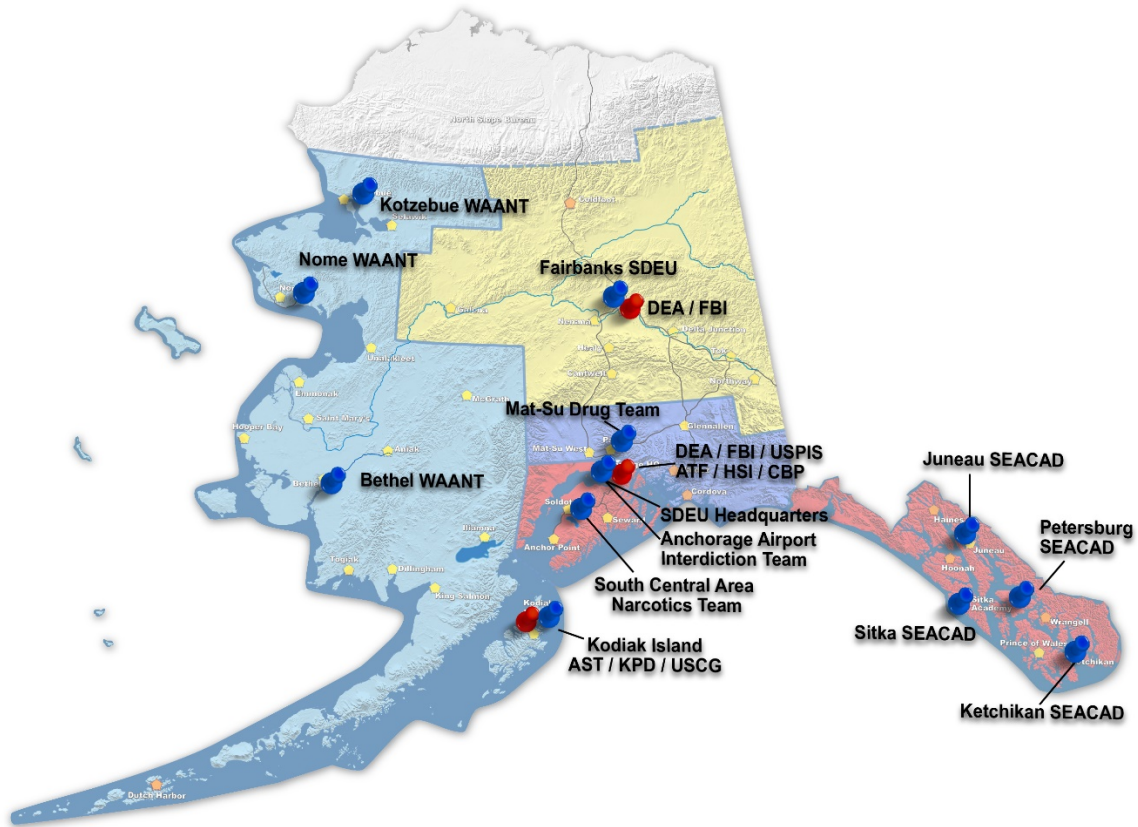 North Slope Borough
Kotzebue WAANT
Selawik
Coldfoot
Nome WAANT
Fairbanks SDEU
DEA / FBI
Galena
Nenana
Delta Junction
Healy
Tok
Cantwell
Northway
Unalakleet
Emmonak
McGrath
Saint Mary's
Mat-Su Drug Team
Glennallen
Hooper Bay
Aniak
Mat-Su West
DEA / FBI / USPIS
ATF / HSI / CBP
Bethel WAANT
Cordova
Seward
SDEU Headquarters
Anchorage Airport
Interdiction Team
Iliamna
Anchor Point
South Central Area
Narcotics Team
Togiak
Dillingham
King Salmon
Kodiak Island
AST / KPD / USCG
Juneau SEACAD
Haines
Juneau
Petersburg
SEACAD
Hoonah
Sitka
Academy
Wrangell
Sitka SEACAD
Prince of Wales
Ketchikan SEACAD
Dutch Harbor